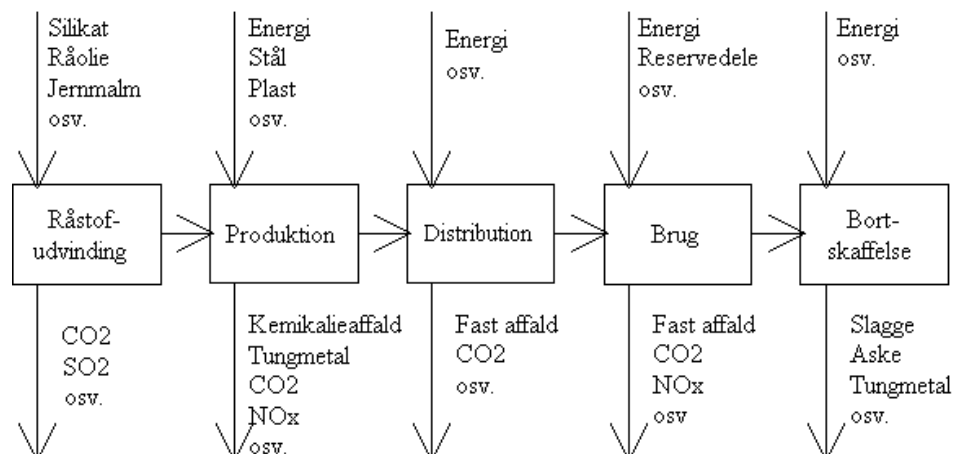 Silikat
Råolie
Jernmalm
osv.
Energi
Stål
Plast
osv.
Energi
osv.
Energi
Reservedele
osv.
Energi
osv.
Råstof-
udvinding
Produktion
Distribution
Brug
Bort-
skaffelse
CO2
SO2
osv.
Kemikalieaffald
Tungmetal
CO2
NOx
osv.
Fast affald
CO2
osv.
Fast affald
CO2
NOx
osv
Slagge
Aske
Tungmetal
osv.